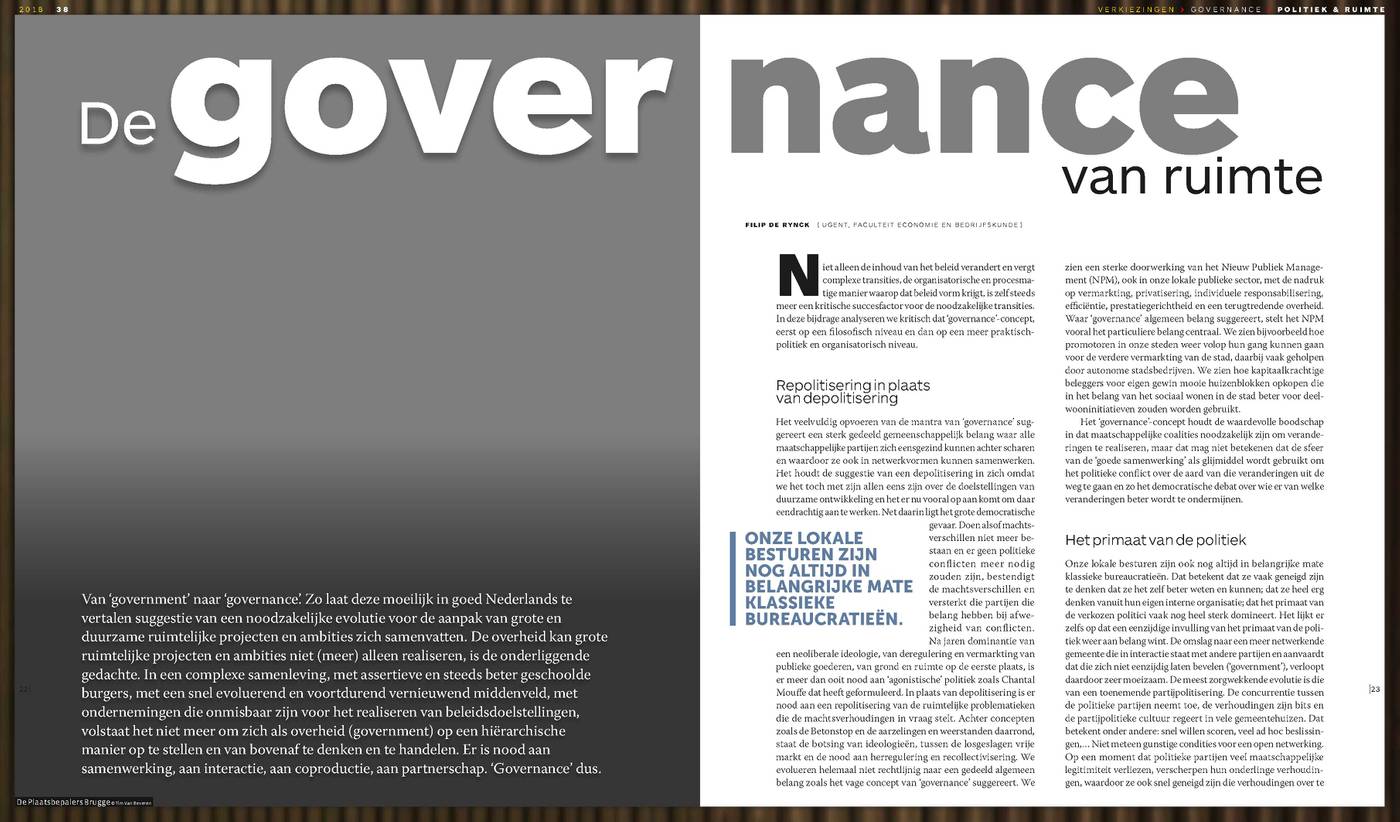 2018 38
VERKIEZINGEN › GOVERNANCE › POLITIEK & RUIMTE
De governance
van ruimte
Van ‘government’ naar ‘governance’. Zo laat deze moeilijk in goed Nederlands te
vertalen suggestie van een noodzakelijke evolutie voor de aanpak van grote en
duurzame ruimtelijke projecten en ambities zich samenvatten. De overheid kan grote
ruimtelijke projecten en ambities niet (meer) alleen realiseren, is de onderliggende
gedachte. In een complexe samenleving, met assertieve en steeds beter geschoolde
burgers, met een snel evoluerend en voortdurend vernieuwend middenveld, met
ondernemingen die onmisbaar zijn voor het realiseren van beleidsdoelstellingen,
volstaat het niet meer om zich als overheid (government) op een hiërarchische
manier op te stellen en van bovenaf te denken en te handelen. Er is nood aan
samenwerking, aan interactie, aan coproductie, aan partnerschap. ‘Governance’ dus.
22|
De Plaatsbepalers Brugge © Tim Van Beveren
FILIP DE RYNCK [ UGENT, FACULTEIT ECONOMIE EN BEDRIJFSKUNDE ]
Niet alleen de inhoud van het beleid verandert en vergt
complexe transities, de organisatorische en procesma-
tige manier waarop dat beleid vorm krijgt, is zelf steeds
meer een kritische succesfactor voor de noodzakelijke transities.
In deze bijdrage analyseren we kritisch dat ‘governance’-concept,
eerst op een filosofisch niveau en dan op een meer praktisch-
politiek en organisatorisch niveau.
Repolitisering in plaats
van depolitisering
Het veelvuldig opvoeren van de mantra van ‘governance’ sug-
gereert een sterk gedeeld gemeenschappelijk belang waar alle
maatschappelijke partijen zich eensgezind kunnen achter scharen
en waardoor ze ook in netwerkvormen kunnen samenwerken.
Het houdt de suggestie van een depolitisering in zich omdat
we het toch met zijn allen eens zijn over de doelstellingen van
duurzame ontwikkeling en het er nu vooral op aan komt om daar
eendrachtig aan te werken. Net daarin ligt het grote democratische
gevaar. Doen alsof machts-
verschillen niet meer be-
staan en er geen politieke
conflicten meer nodig
zouden zijn, bestendigt
de machtsverschillen en
versterkt die partijen die
belang hebben bij afwe-
zigheid van conflicten.
Na jaren dominantie van
een neoliberale ideologie, van deregulering en vermarkting van
publieke goederen, van grond en ruimte op de eerste plaats, is
er meer dan ooit nood aan ‘agonistische’ politiek zoals Chantal
Mouffe dat heeft geformuleerd. In plaats van depolitisering is er
nood aan een repolitisering van de ruimtelijke problematieken
die de machtsverhoudingen in vraag stelt. Achter concepten
zoals de Betonstop en de aarzelingen en weerstanden daarrond,
staat de botsing van ideologieën, tussen de losgeslagen vrije
markt en de nood aan herregulering en recollectivisering. We
evolueren helemaal niet rechtlijnig naar een gedeeld algemeen
belang zoals het vage concept van ‘governance’ suggereert. We
ONZE LOKALE
BESTUREN ZIJN
NOG ALTIJD IN
BELANGRIJKE MATE
KLASSIEKE
BUREAUCRATIEËN.
zien een sterke doorwerking van het Nieuw Publiek Manage-
ment (NPM), ook in onze lokale publieke sector, met de nadruk
op vermarkting, privatisering, individuele responsabilisering,
efficiëntie, prestatiegerichtheid en een terugtredende overheid.
Waar ‘governance’ algemeen belang suggereert, stelt het NPM
vooral het particuliere belang centraal. We zien bijvoorbeeld hoe
promotoren in onze steden weer volop hun gang kunnen gaan
voor de verdere vermarkting van de stad, daarbij vaak geholpen
door autonome stadsbedrijven. We zien hoe kapitaalkrachtige
beleggers voor eigen gewin mooie huizenblokken opkopen die
in het belang van het sociaal wonen in de stad beter voor deel-
wooninitiatieven zouden worden gebruikt.
Het ‘governance’-concept houdt de waardevolle boodschap
in dat maatschappelijke coalities noodzakelijk zijn om verande-
ringen te realiseren, maar dat mag niet betekenen dat de sfeer
van de ‘goede samenwerking’ als glijmiddel wordt gebruikt om
het politieke conflict over de aard van die veranderingen uit de
weg te gaan en zo het democratische debat over wie er van welke
veranderingen beter wordt te ondermijnen.
Het primaat van de politiek
Onze lokale besturen zijn ook nog altijd in belangrijke mate
klassieke bureaucratieën. Dat betekent dat ze vaak geneigd zijn
te denken dat ze het zelf beter weten en kunnen; dat ze heel erg
denken vanuit hun eigen interne organisatie; dat het primaat van
de verkozen politici vaak nog heel sterk domineert. Het lijkt er
zelfs op dat een eenzijdige invulling van het primaat van de poli-
tiek weer aan belang wint. De omslag naar een meer netwerkende
gemeente die in interactie staat met andere partijen en aanvaardt
dat die zich niet eenzijdig laten bevelen (‘government’), verloopt
daardoor zeer moeizaam. De meest zorgwekkende evolutie is die
van een toenemende partijpolitisering. De concurrentie tussen
de politieke partijen neemt toe, de verhoudingen zijn bits en
de partijpolitieke cultuur regeert in vele gemeentehuizen. Dat
betekent onder andere: snel willen scoren, veel ad hoc beslissin-
gen,… Niet meteen gunstige condities voor een open netwerking.
Op een moment dat politieke partijen veel maatschappelijke
legitimiteit verliezen, verscherpen hun onderlinge verhoudin-
gen, waardoor ze ook snel geneigd zijn die verhoudingen over te
|23